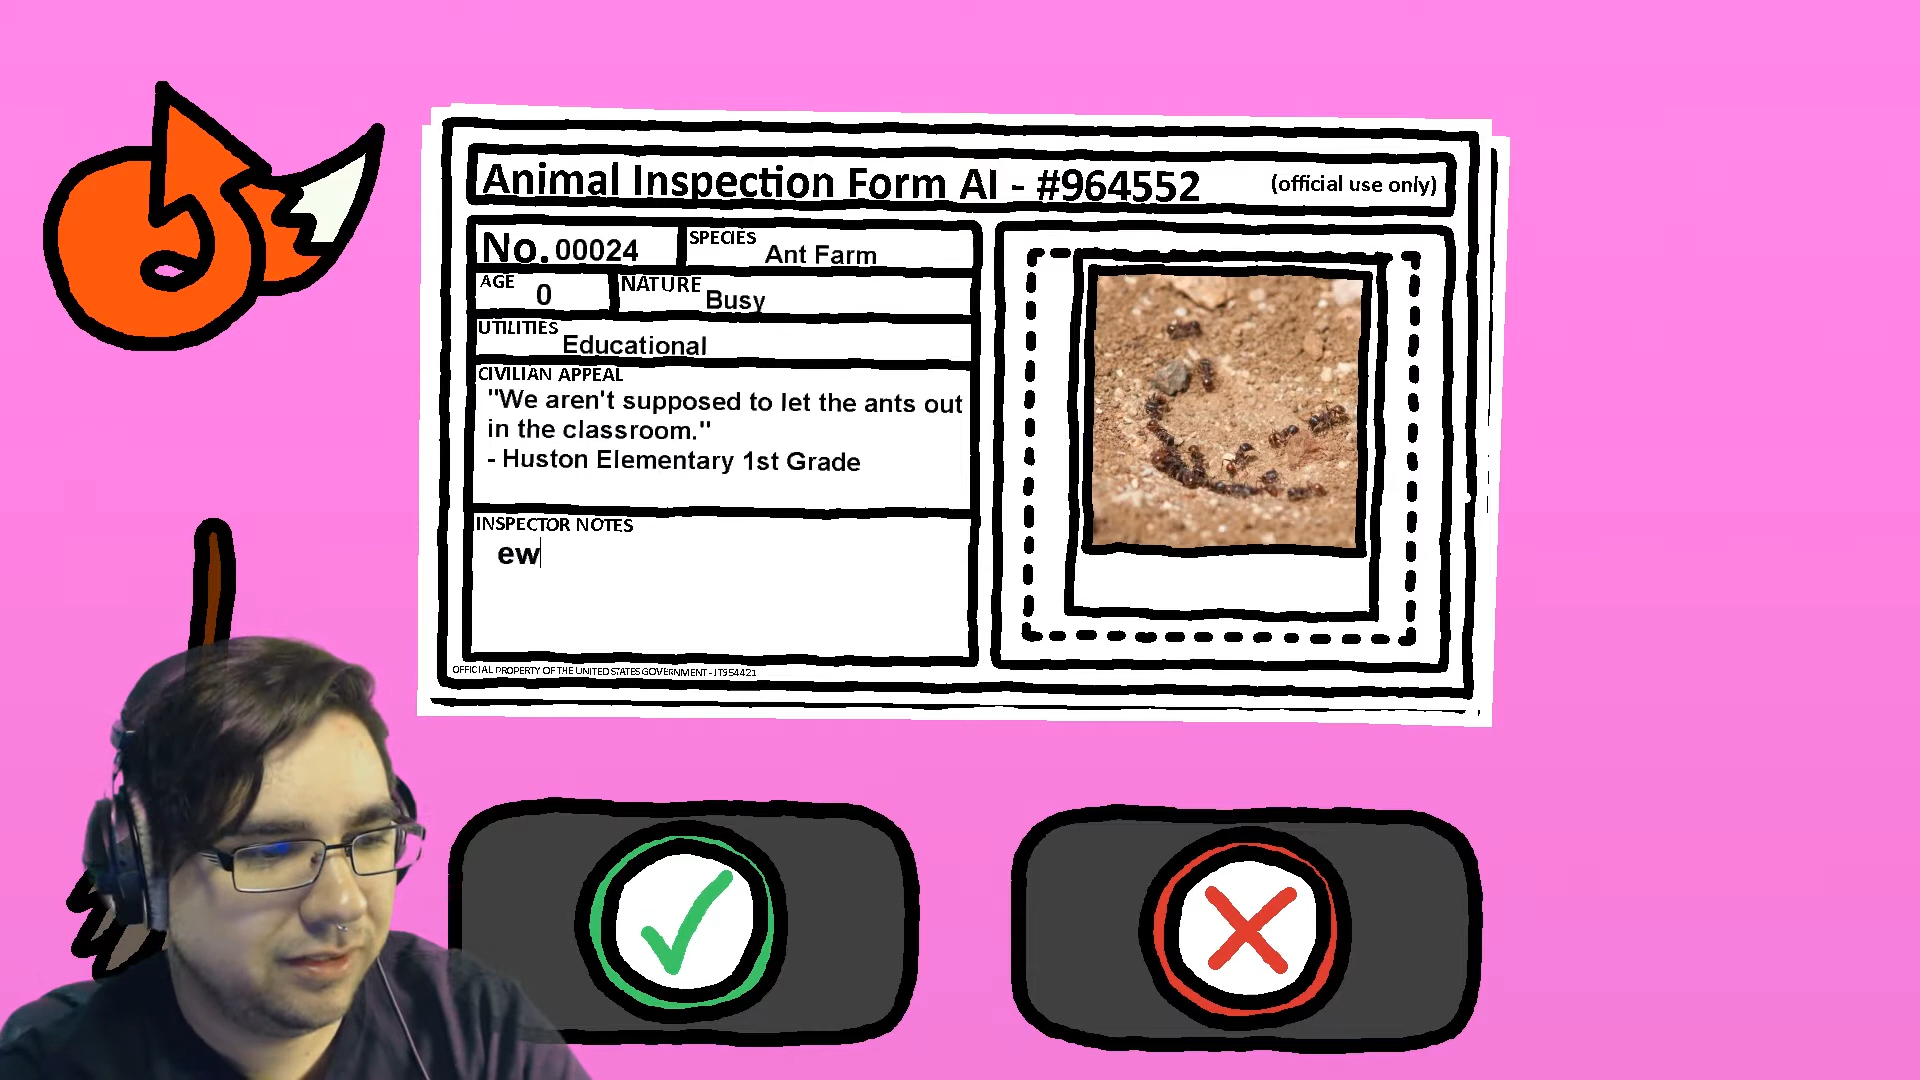 Animal Inspection Form AI - #964552
(official use only)
No. 00024
SPECIES Ant Farm
AGE 0
NATURE Busy
UTILITIES Educational
CIVILIAN APPEAL
"We aren't supposed to let the ants out
in the classroom."
- Huston Elementary 1st Grade
INSPECTOR NOTES
ew
OFFICIAL PROPERTY OF THE UNITED STATES GOVERNMENT - JT954421